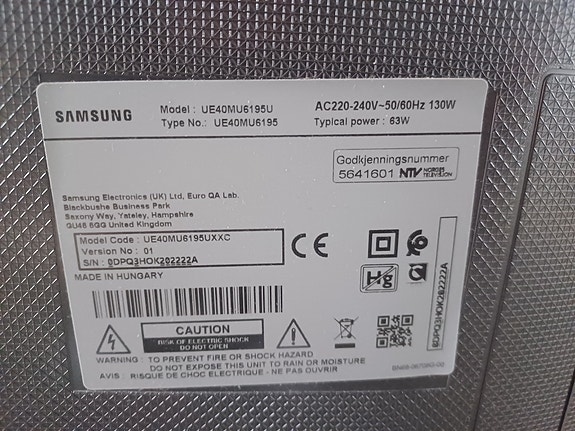 SAMSUNG
Model : UE40MU6195U
Type No.: UE40MU6195
AC220-240V~50/60Hz 130W
Typical power : 63W
Godkjenningsnummer
5641601 NTV NORGES TELEVISJON
Samsung Electronics (UK) Ltd, Euro QA Lab.
Blackbushe Business Park
Saxony Way, Yateley, Hampshire
GU46 6GG United Kingdom
Model Code : UE40MU6195UXXC
Version No : 01
S/N : 0DPQ3HOK202222A
CE
Hg
MADE IN HUNGARY
0DPQ3HOK202222A
CAUTION
RISK OF ELECTRIC SHOCK
DO NOT OPEN
WARNING : TO PREVENT FIRE OR SHOCK HAZARD
DO NOT EXPOSE THIS UNIT TO RAIN OR MOISTURE
AVIS : RISQUE DE CHOC ELECTRIQUE - NE PAS OUVRIR